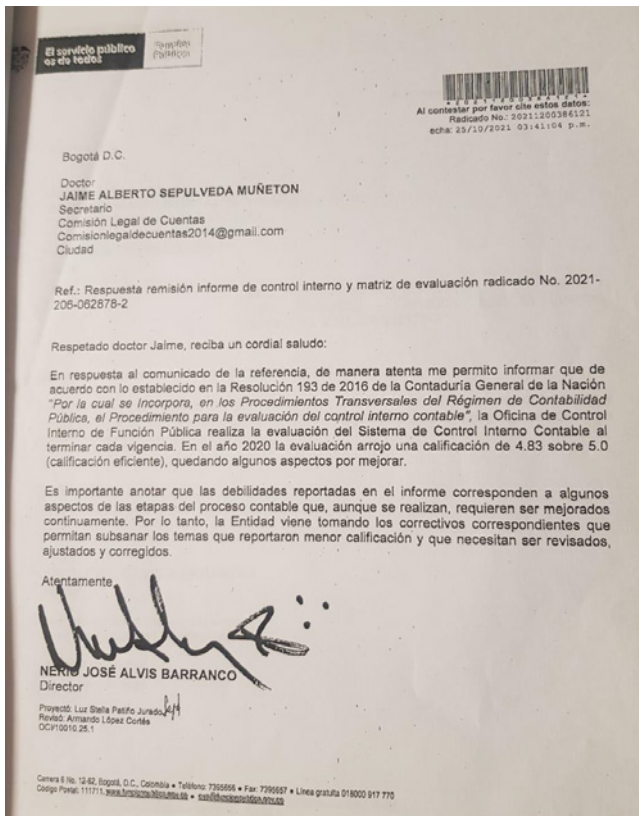 El servicio público
es de todos
Función
Pública
*20211200386121*
Al contestar por favor cite estos datos:
Radicado No.: 20211200386121
echa: 25/10/2021 03:41:04 p.m.
Bogotá D.C.
Doctor
JAIME ALBERTO SEPULVEDA MUÑETON
Secretario
Comisión Legal de Cuentas
Comisionlegaldecuentas2014@gmail.com
Ciudad
Ref.: Respuesta remisión informe de control interno y matriz de evaluación radicado No. 2021-
206-062878-2
Respetado doctor Jaime, reciba un cordial saludo:
En respuesta al comunicado de la referencia, de manera atenta me permito informar que de
acuerdo con lo establecido en la Resolución 193 de 2016 de la Contaduría General de la Nación
"Por la cual se Incorpora, en los Procedimientos Transversales del Régimen de Contabilidad
Pública, el Procedimiento para la evaluación del control interno contable", la Oficina de Control
Interno de Función Pública realiza la evaluación del Sistema de Control Interno Contable al
terminar cada vigencia. En el año 2020 la evaluación arrojo una calificación de 4.83 sobre 5.0
(calificación eficiente), quedando algunos aspectos por mejorar.
Es importante anotar que las debilidades reportadas en el informe corresponden a algunos
aspectos de las etapas del proceso contable que, aunque se realizan, requieren ser mejorados
continuamente. Por lo tanto, la Entidad viene tomando los correctivos correspondientes que
permitan subsanar los temas que reportaron menor calificación y que necesitan ser revisados,
ajustados y corregidos.
Atentamente,
NERIO JOSÉ ALVIS BARRANCO
Director
Proyectó: Luz Stella Patiño Jurado
Revisó: Armando López Cortés
OCI/10010.25.1
Carrera 6 No. 12-62, Bogotá, D.C., Colombia • Teléfono: 7395656 • Fax: 7395657 • Línea gratuita 018000 917 770
Código Postal: 111711. www.funcionpublica.gov.co • eva@funcionpublica.gov.co